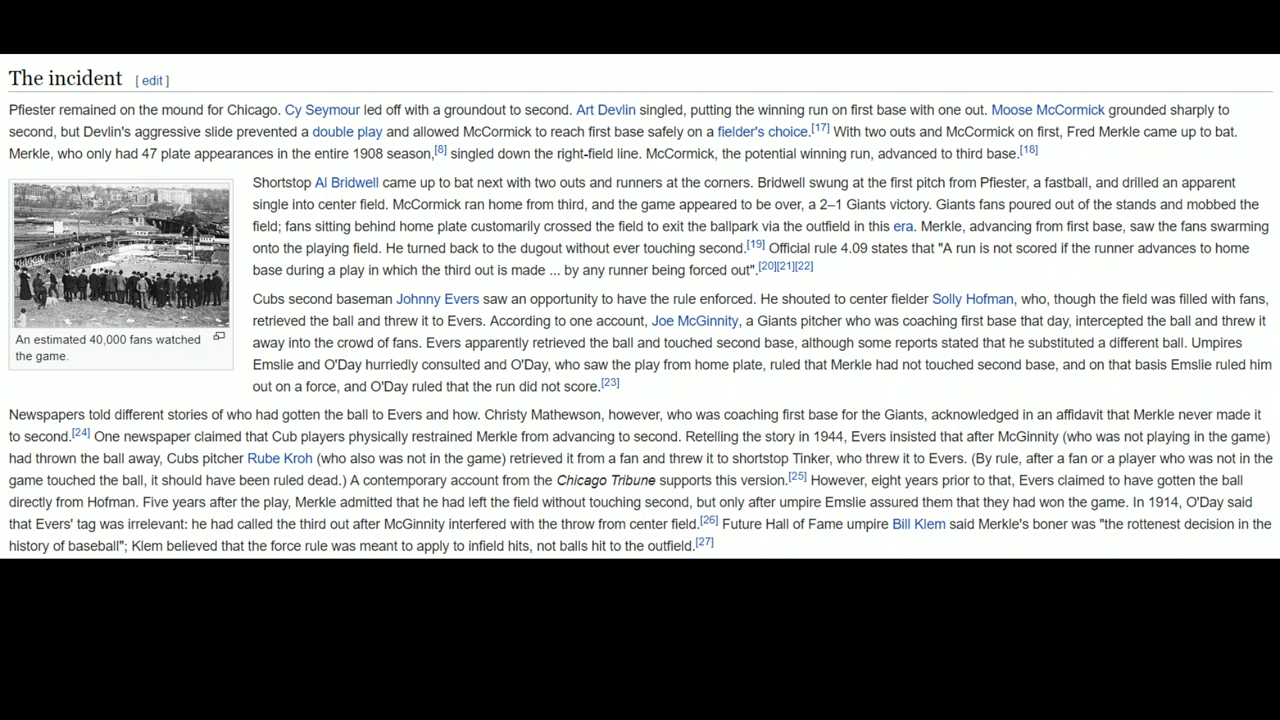 The incident [ edit ]
Pfiester remained on the mound for Chicago. Cy Seymour led off with a groundout to second. Art Devlin singled, putting the winning run on first base with one out. Moose McCormick grounded sharply to
second, but Devlin's aggressive slide prevented a double play and allowed McCormick to reach first base safely on a fielder's choice.[17] With two outs and McCormick on first, Fred Merkle came up to bat.
Merkle, who only had 47 plate appearances in the entire 1908 season,[8] singled down the right-field line. McCormick, the potential winning run, advanced to third base.[18]
Shortstop Al Bridwell came up to bat next with two outs and runners at the corners. Bridwell swung at the first pitch from Pfiester, a fastball, and drilled an apparent
single into center field. McCormick ran home from third, and the game appeared to be over, a 2–1 Giants victory. Giants fans poured out of the stands and mobbed the
field; fans sitting behind home plate customarily crossed the field to exit the ballpark via the outfield in this era. Merkle, advancing from first base, saw the fans swarming
onto the playing field. He turned back to the dugout without ever touching second.[19] Official rule 4.09 states that "A run is not scored if the runner advances to home
base during a play in which the third out is made ... by any runner being forced out".[20][21][22]
Cubs second baseman Johnny Evers saw an opportunity to have the rule enforced. He shouted to center fielder Solly Hofman, who, though the field was filled with fans,
retrieved the ball and threw it to Evers. According to one account, Joe McGinnity, a Giants pitcher who was coaching first base that day, intercepted the ball and threw it
away into the crowd of fans. Evers apparently retrieved the ball and touched second base, although some reports stated that he substituted a different ball. Umpires
Emslie and O'Day hurriedly consulted and O'Day, who saw the play from home plate, ruled that Merkle had not touched second base, and on that basis Emslie ruled him
out on a force, and O'Day ruled that the run did not score.[23]
An estimated 40,000 fans watched
the game.
Newspapers told different stories of who had gotten the ball to Evers and how. Christy Mathewson, however, who was coaching first base for the Giants, acknowledged in an affidavit that Merkle never made it
to second.[24] One newspaper claimed that Cub players physically restrained Merkle from advancing to second. Retelling the story in 1944, Evers insisted that after McGinnity (who was not playing in the game)
had thrown the ball away, Cubs pitcher Rube Kroh (who also was not in the game) retrieved it from a fan and threw it to shortstop Tinker, who threw it to Evers. (By rule, after a fan or a player who was not in the
game touched the ball, it should have been ruled dead.) A contemporary account from the Chicago Tribune supports this version.[25] However, eight years prior to that, Evers claimed to have gotten the ball
directly from Hofman. Five years after the play, Merkle admitted that he had left the field without touching second, but only after umpire Emslie assured them that they had won the game. In 1914, O'Day said
that Evers' tag was irrelevant: he had called the third out after McGinnity interfered with the throw from center field.[26] Future Hall of Fame umpire Bill Klem said Merkle's boner was "the rottenest decision in the
history of baseball"; Klem believed that the force rule was meant to apply to infield hits, not balls hit to the outfield.[27]